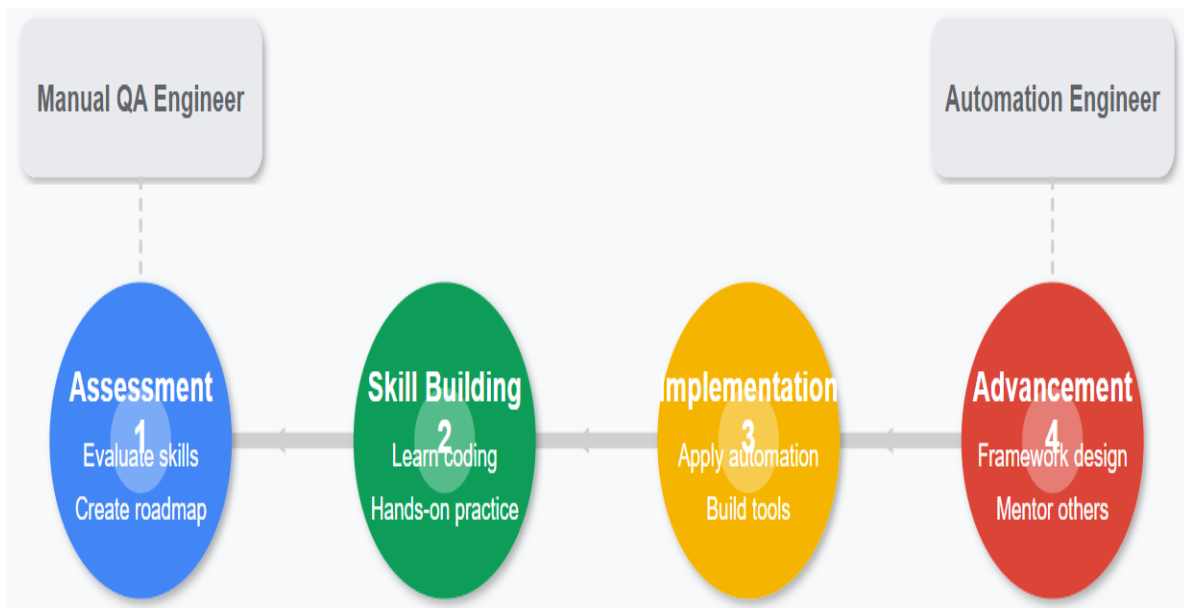 Manual QA Engineer
Automation Engineer
Assessment
1
Evaluate skills
Create roadmap
Skill Building
2
Learn coding
Hands-on practice
Implementation
3
Apply automation
Build tools
Advancement
4
Framework design
Mentor others